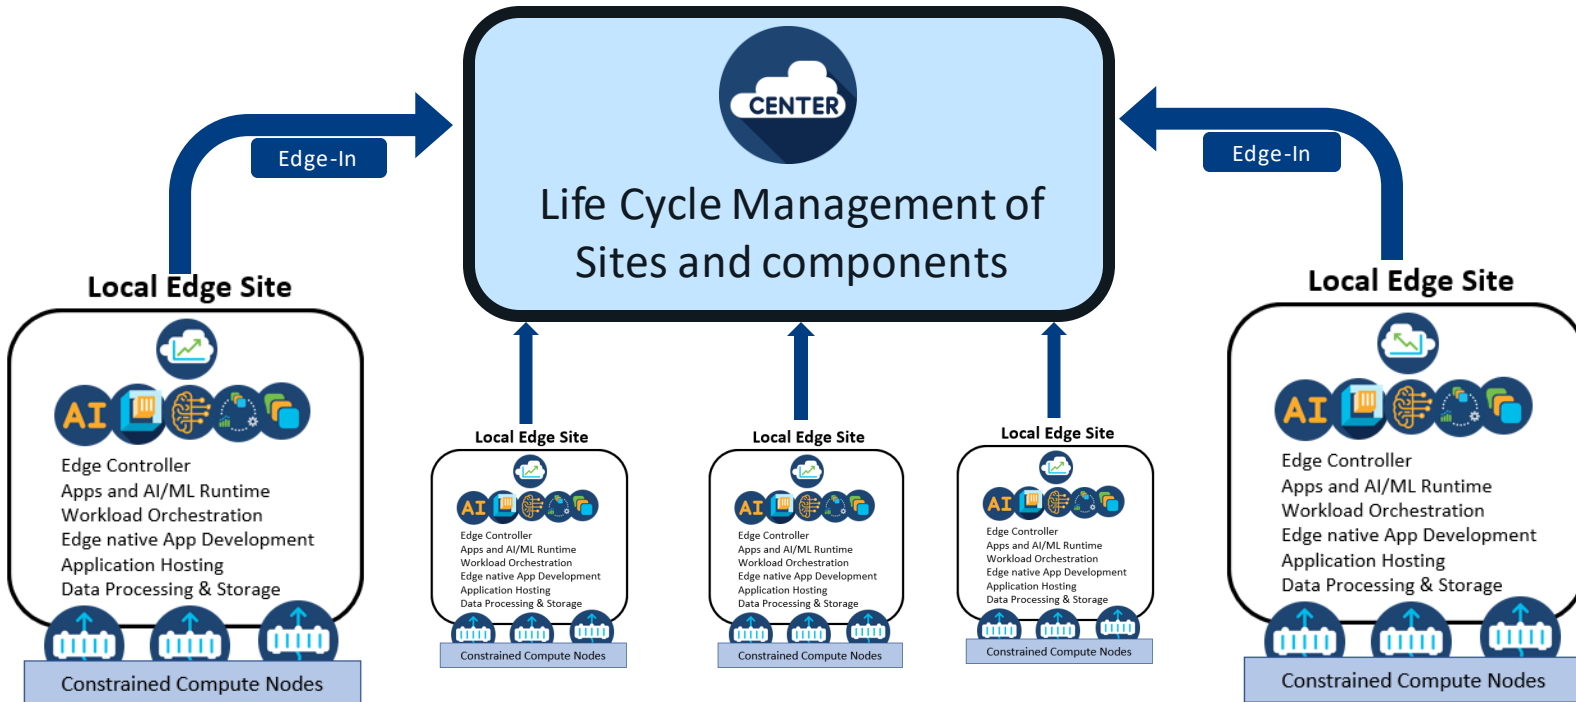 CENTER
Life Cycle Management of
Sites and components
Edge-In
Edge-In
Local Edge Site
AI
Edge Controller
Apps and AI/ML Runtime
Workload Orchestration
Edge native App Development
Application Hosting
Data Processing & Storage
Constrained Compute Nodes
Local Edge Site
AI
Edge Controller
Apps and AI/ML Runtime
Workload Orchestration
Edge native App Development
Application Hosting
Data Processing & Storage
Constrained Compute Nodes
Local Edge Site
AI
Edge Controller
Apps and AI/ML Runtime
Workload Orchestration
Edge native App Development
Application Hosting
Data Processing & Storage
Constrained Compute Nodes
Local Edge Site
AI
Edge Controller
Apps and AI/ML Runtime
Workload Orchestration
Edge native App Development
Application Hosting
Data Processing & Storage
Constrained Compute Nodes
Local Edge Site
AI
Edge Controller
Apps and AI/ML Runtime
Workload Orchestration
Edge native App Development
Application Hosting
Data Processing & Storage
Constrained Compute Nodes